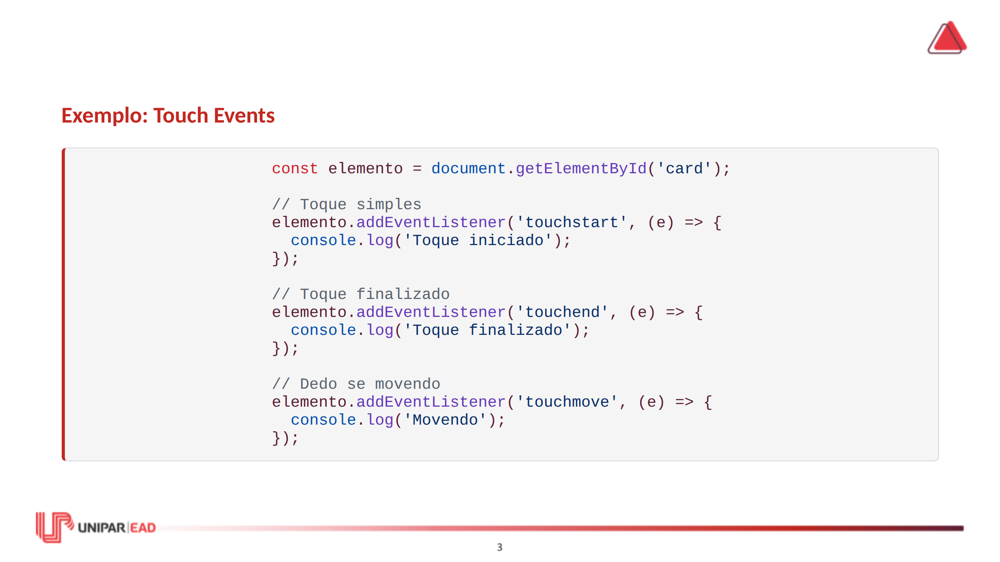 Exemplo: Touch Events
const elemento = document.getElementById('card');
// Toque simples
elemento.addEventListener('touchstart', (e) => {
  console.log('Toque iniciado');
});
// Toque finalizado
elemento.addEventListener('touchend', (e) => {
  console.log('Toque finalizado');
});
// Dedo se movendo
elemento.addEventListener('touchmove', (e) => {
  console.log('Movendo');
});
UNIPAR|EAD
3